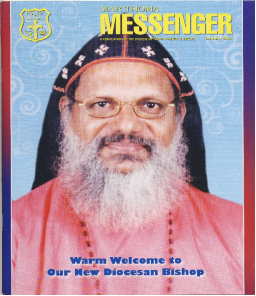 MAR THOMA
MESSENGER
Warm Welcome to
Our New Diocesan Bishop